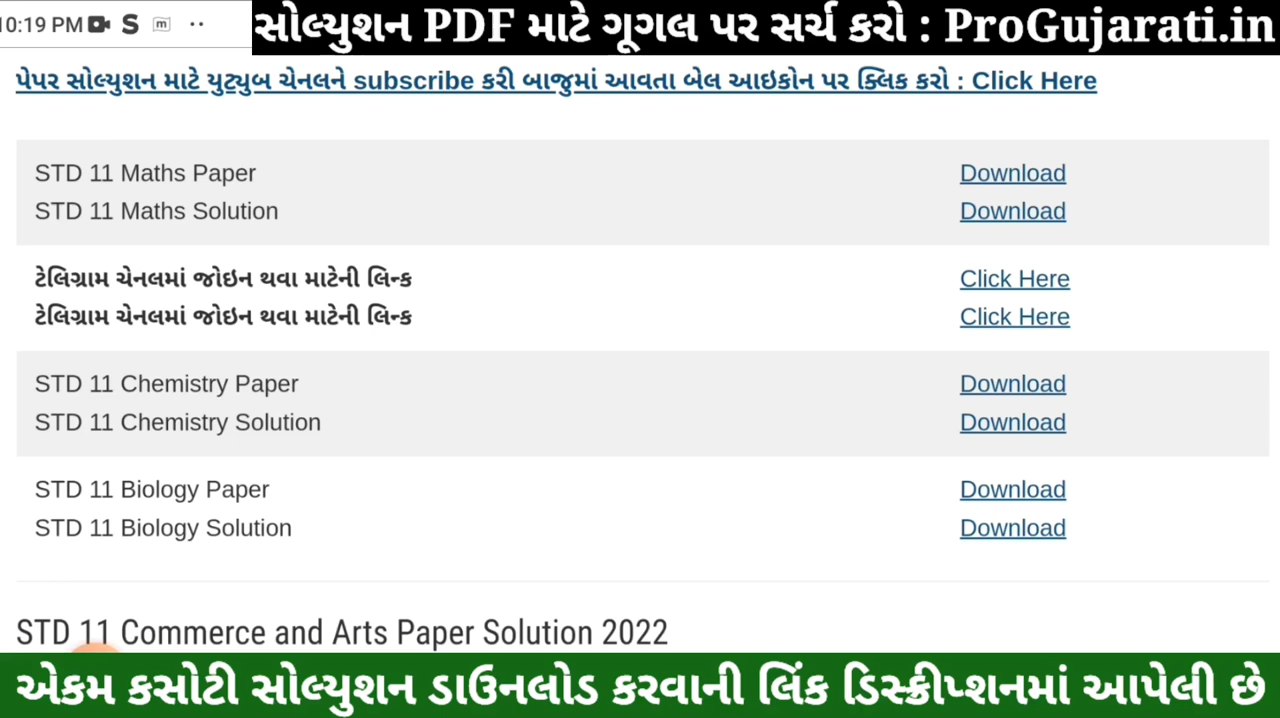 10:19 PM S m ..
સોલ્યુશન PDF માટે ગૂગલ પર સર્ચ કરો : ProGujarati.in
પેપર સોલ્યુશન માટે યુટ્યુબ ચેનલને subscribe કરી બાજુમાં આવતા બેલ આઇકોન પર ક્લિક કરો : Click Here
STD 11 Maths Paper Download
STD 11 Maths Solution Download
ટેલિગ્રામ ચેનલમાં જોઇન થવા માટેની લિન્ક Click Here
ટેલિગ્રામ ચેનલમાં જોઇન થવા માટેની લિન્ક Click Here
STD 11 Chemistry Paper Download
STD 11 Chemistry Solution Download
STD 11 Biology Paper Download
STD 11 Biology Solution Download
STD 11 Commerce and Arts Paper Solution 2022
એકમ કસોટી સોલ્યુશન ડાઉનલોડ કરવાની લિંક ડિસ્ક્રીપ્શનમાં આપેલી છે